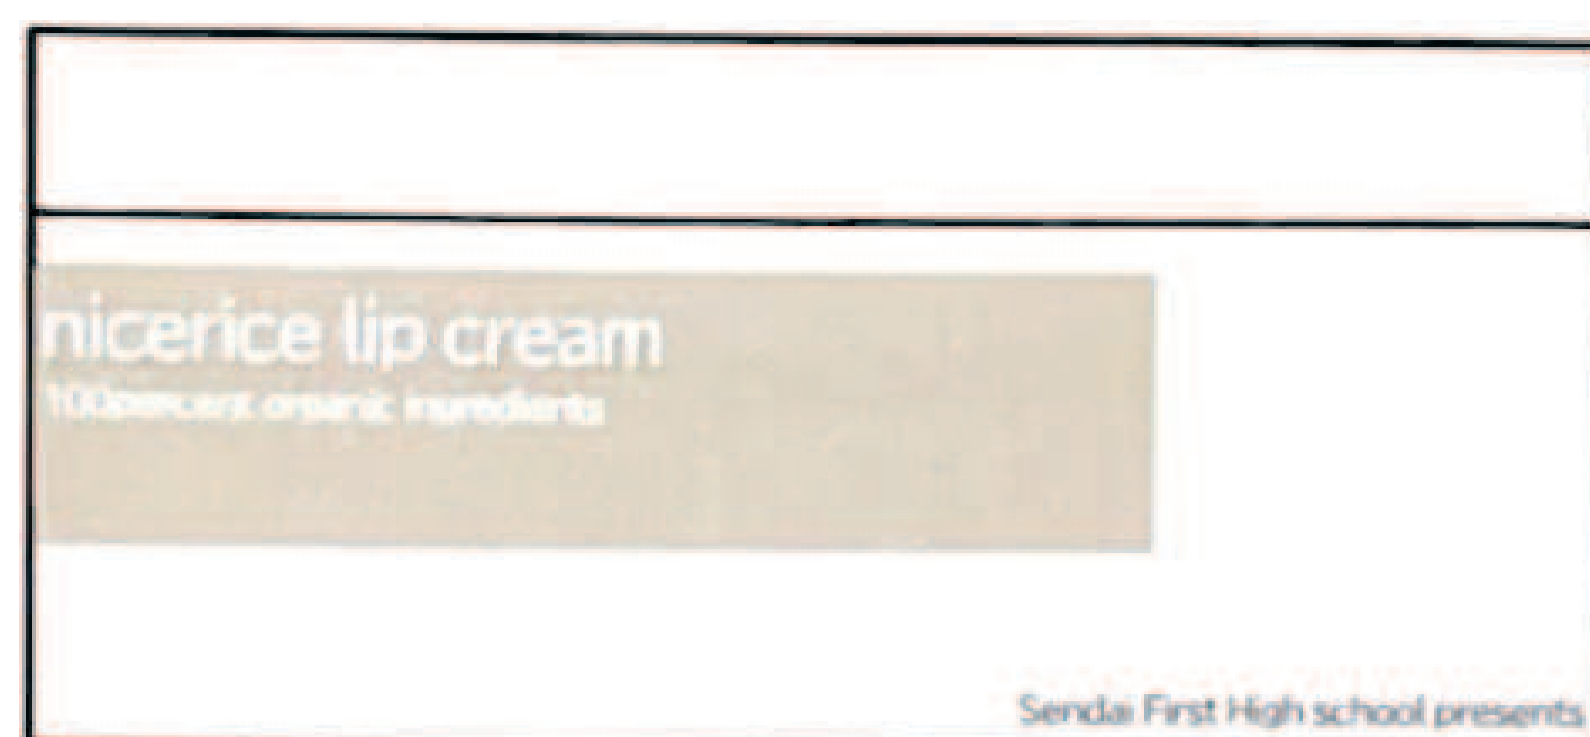 nicerice lip cream
100percent organic ingredients
Sendai First High school presents